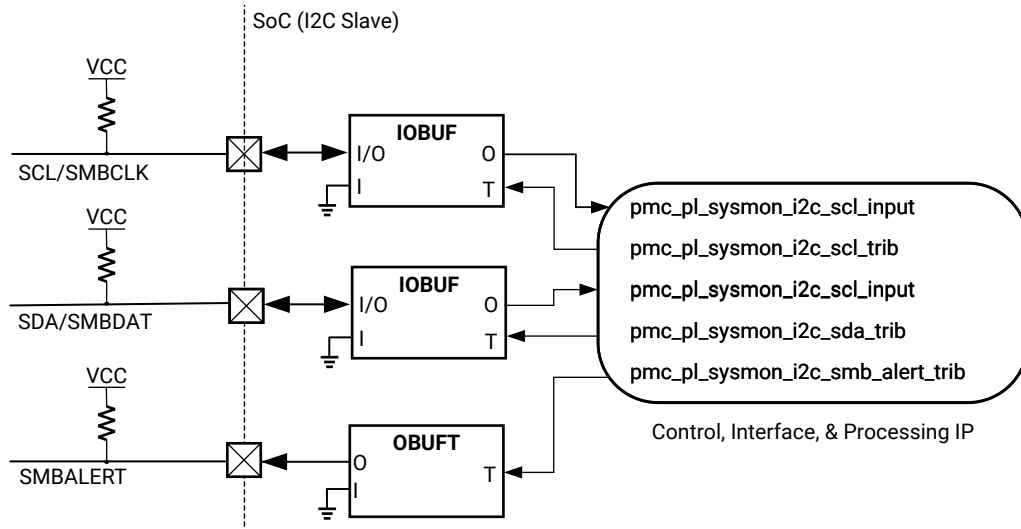 SoC (I2C Slave)
VCC
IOBUF
I/O
O
SCL/SMBCLK
I
T
pmc_pl_sysmon_i2c_scl_input
VCC
pmc_pl_sysmon_i2c_scl_trib
IOBUF
pmc_pl_sysmon_i2c_scl_input
I/O
O
SDA/SMBDAT
pmc_pl_sysmon_i2c_sda_trib
I
T
VCC
pmc_pl_sysmon_i2c_smb_alert_trib
Control, Interface, & Processing IP
OBUFT
O
SMBALERT
T
I